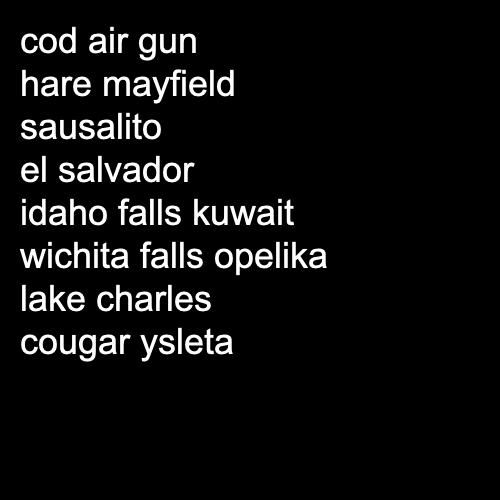 cod air gun
hare mayfield
sausalito
el salvador
idaho falls kuwait
wichita falls opelika
lake charles
cougar ysleta